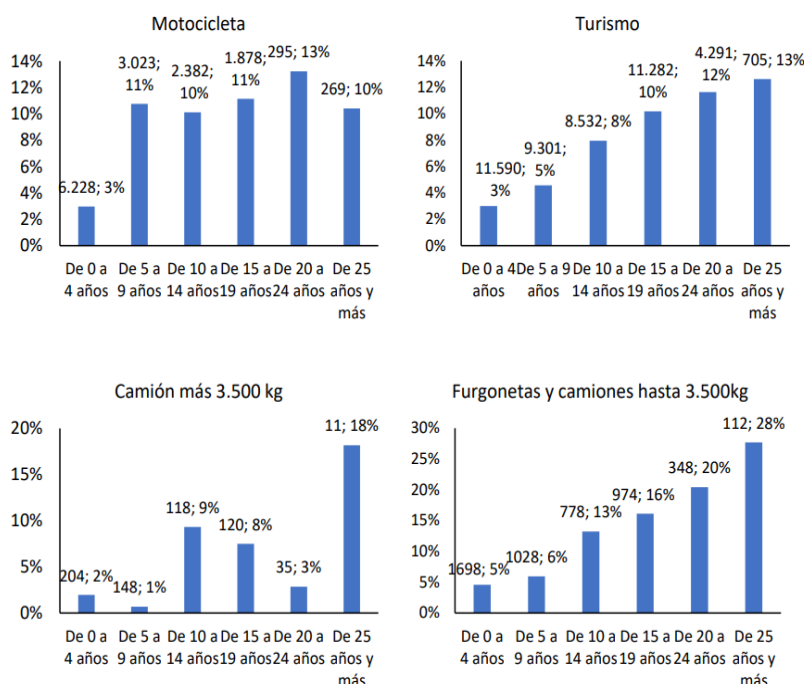 Motocicleta
14%
12%
10%
8%
6%
4%
2%
0%
6.228; 3%
3.023;
11%
2.382;
10%
1.878;
11%
295; 13%
269; 10%
De 0 a
4 años
De 5 a
9 años
De 10 a
14 años
De 15 a
19 años
De 20 a
24 años
De 25
años y
más
Turismo
14%
12%
10%
8%
6%
4%
2%
0%
11.590;
3%
9.301;
5%
8.532; 8%
11.282;
10%
4.291;
12%
705; 13%
De 0 a 4
años
De 5 a 9
años
De 10 a
14 años
De 15 a
19 años
De 20 a
24 años
De 25
años y
más
Camión más 3.500 kg
20%
15%
10%
5%
0%
204; 2%
148; 1%
118; 9%
120; 8%
35; 3%
11; 18%
De 0 a
4 años
De 5 a
9 años
De 10 a
14 años
De 15 a
19 años
De 20 a
24 años
De 25
años y
más
Furgonetas y camiones hasta 3.500kg
30%
25%
20%
15%
10%
5%
0%
1698; 5%
1028; 6%
778; 13%
974; 16%
348; 20%
112; 28%
De 0 a
4 años
De 5 a
9 años
De 10 a
14 años
De 15 a
19 años
De 20 a
24 años
De 25
años y
más